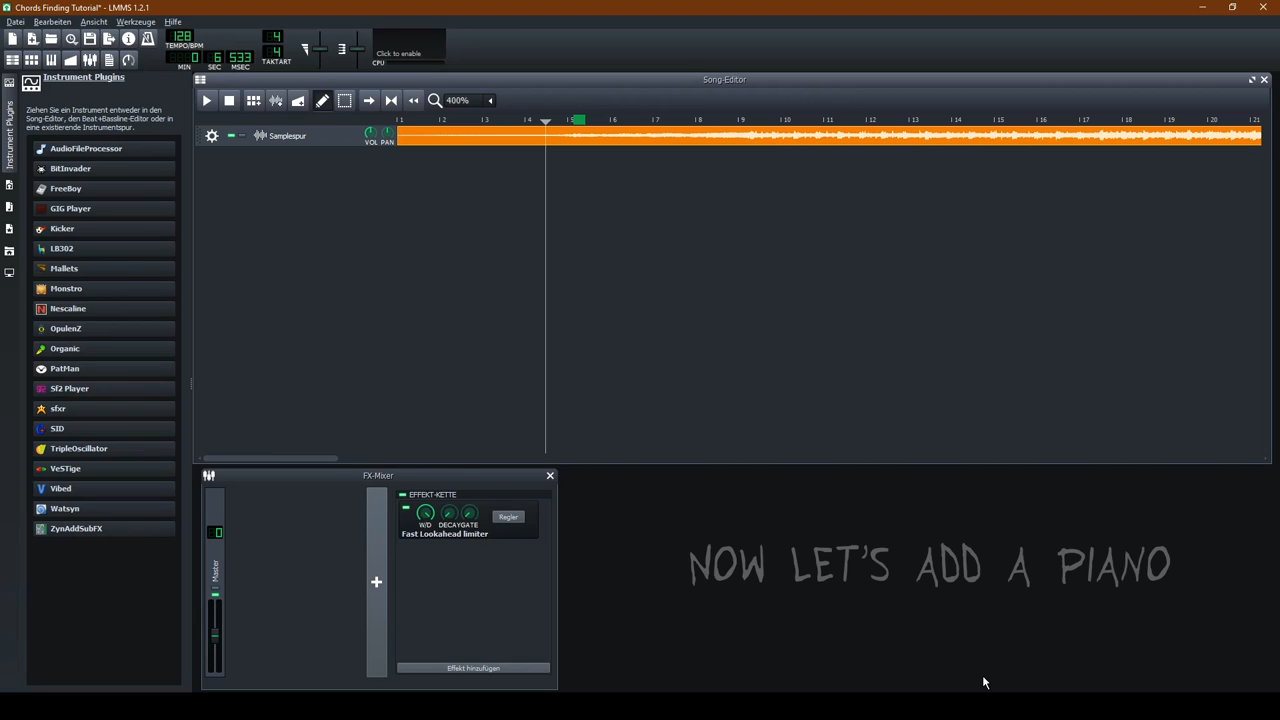 Chords Finding Tutorial* - LMMS 1.2.1
Datei Bearbeiten Ansicht Werkzeuge Hilfe
128
TEMPO/BPM
0 6 533
MIN SEC MSEC
4
4
TAKTART
Click to enable
CPU
Instrument Plugins
Instrument Plugins
Ziehen Sie ein Instrument entweder in den
Song-Editor, den Beat+Bassline-Editor oder in
eine existierende Instrumentspur.
AudioFileProcessor
BitInvader
FreeBoy
GIG Player
Kicker
LB302
Mallets
Monstro
Nescaline
OpulenZ
Organic
PatMan
Sf2 Player
sfxr
SID
TripleOscillator
VeSTige
Vibed
Watsyn
ZynAddSubFX
Song-Editor
400%
1 2 3 4 5 6 7 8 9 10 11 12 13 14 15 16 17 18 19 20 21
Samplespur
VOL PAN
FX-Mixer
0
Master
EFFEKT-KETTE
W/D DECAY GATE
Regler
Fast Lookahead limiter
Effekt hinzufügen
NOW LET'S ADD A PIANO